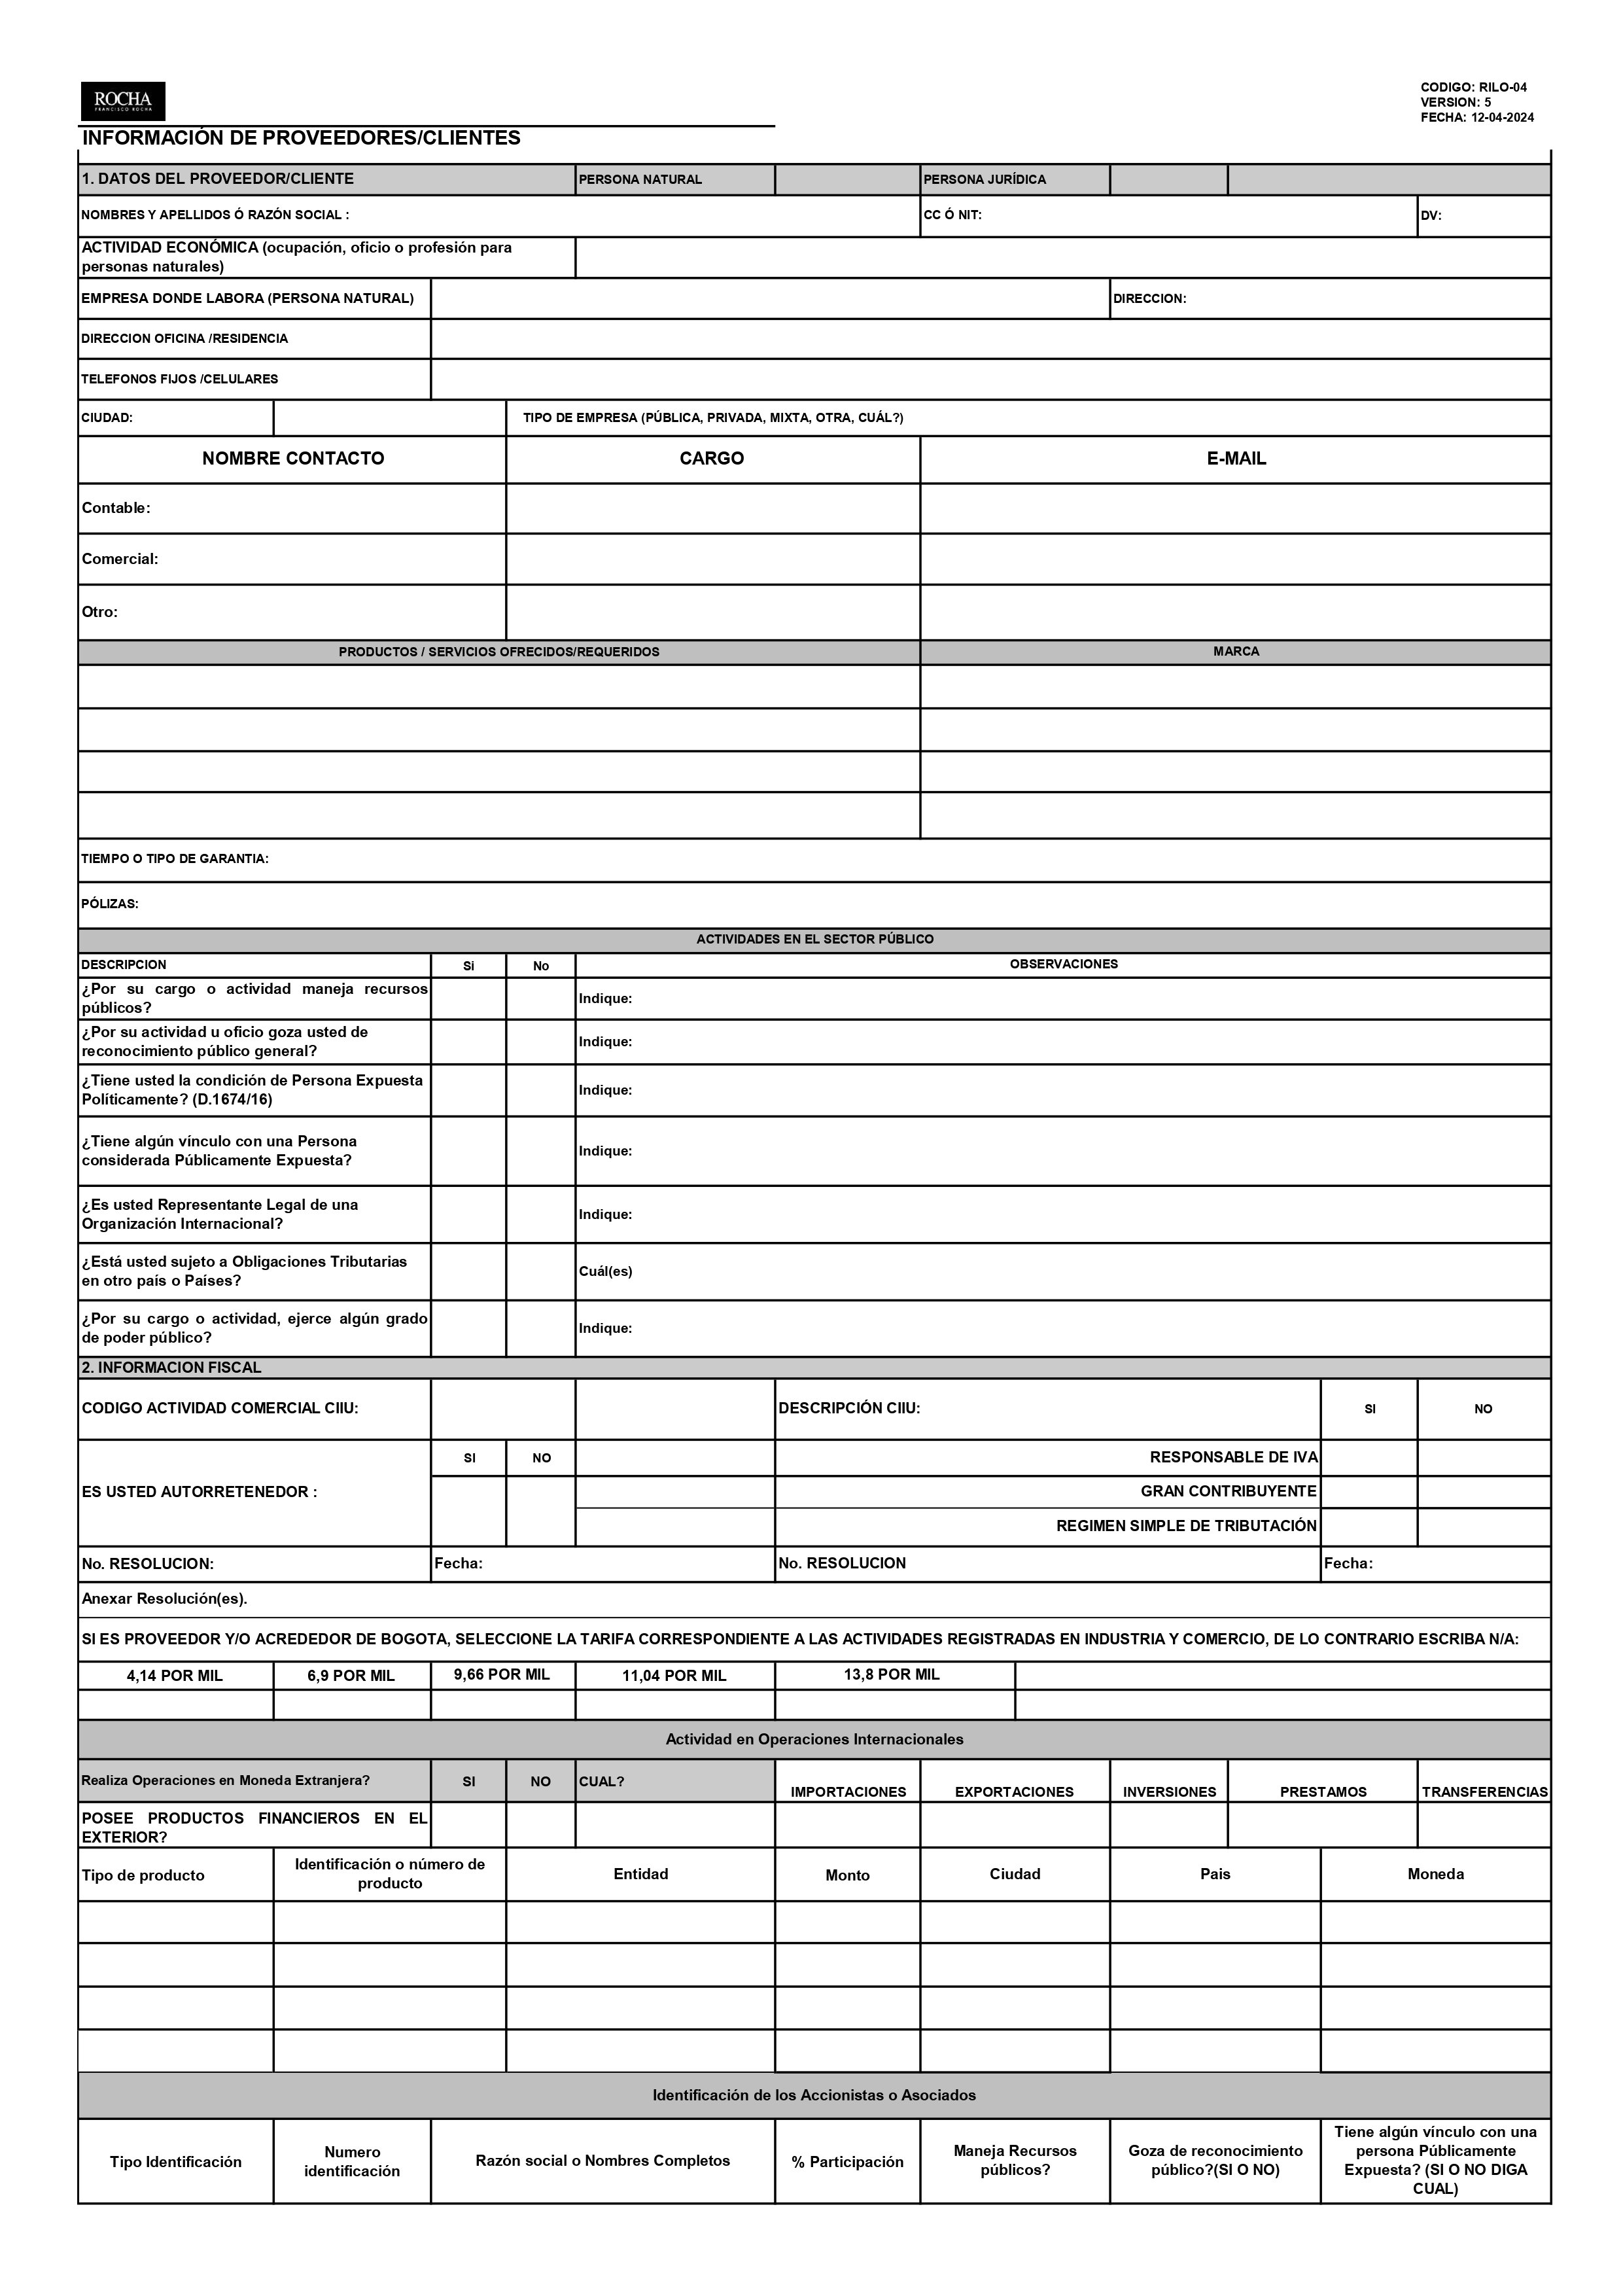 ROCHA
FRANCISCO ROCHA
CODIGO: RILO-04
VERSION: 5
FECHA: 12-04-2024
INFORMACIÓN DE PROVEEDORES/CLIENTES
1. DATOS DEL PROVEEDOR/CLIENTE PERSONA NATURAL PERSONA JURÍDICA
NOMBRES Y APELLIDOS Ó RAZÓN SOCIAL : CC Ó NIT: DV:
ACTIVIDAD ECONÓMICA (ocupación, oficio o profesión para
personas naturales)
EMPRESA DONDE LABORA (PERSONA NATURAL) DIRECCION:
DIRECCION OFICINA /RESIDENCIA
TELEFONOS FIJOS /CELULARES
CIUDAD: TIPO DE EMPRESA (PÚBLICA, PRIVADA, MIXTA, OTRA, CUÁL?)
NOMBRE CONTACTO CARGO E-MAIL
Contable:
Comercial:
Otro:
PRODUCTOS / SERVICIOS OFRECIDOS/REQUERIDOS MARCA
TIEMPO O TIPO DE GARANTIA:
PÓLIZAS:
ACTIVIDADES EN EL SECTOR PÚBLICO
DESCRIPCION Si No OBSERVACIONES
¿Por su cargo o actividad maneja recursos
públicos?
Indique:
¿Por su actividad u oficio goza usted de
reconocimiento público general?
Indique:
¿Tiene usted la condición de Persona Expuesta
Políticamente? (D.1674/16)
Indique:
¿Tiene algún vínculo con una Persona
considerada Públicamente Expuesta?
Indique:
¿Es usted Representante Legal de una
Organización Internacional?
Indique:
¿Está usted sujeto a Obligaciones Tributarias
en otro país o Países?
Cuál(es)
¿Por su cargo o actividad, ejerce algún grado
de poder público?
Indique:
2. INFORMACION FISCAL
CODIGO ACTIVIDAD COMERCIAL CIIU: DESCRIPCIÓN CIIU: SI NO
ES USTED AUTORRETENEDOR : SI NO
RESPONSABLE DE IVA
GRAN CONTRIBUYENTE
REGIMEN SIMPLE DE TRIBUTACIÓN
No. RESOLUCION: Fecha: No. RESOLUCION Fecha:
Anexar Resolución(es).
SI ES PROVEEDOR Y/O ACREDEDOR DE BOGOTA, SELECCIONE LA TARIFA CORRESPONDIENTE A LAS ACTIVIDADES REGISTRADAS EN INDUSTRIA Y COMERCIO, DE LO CONTRARIO ESCRIBA N/A:
4,14 POR MIL 6,9 POR MIL 9,66 POR MIL 11,04 POR MIL 13,8 POR MIL
Actividad en Operaciones Internacionales
Realiza Operaciones en Moneda Extranjera? SI NO CUAL? IMPORTACIONES EXPORTACIONES INVERSIONES PRESTAMOS TRANSFERENCIAS
POSEE PRODUCTOS FINANCIEROS EN EL
EXTERIOR?
Tipo de producto
Identificación o número de
producto
Entidad Monto Ciudad Pais Moneda
Identificación de los Accionistas o Asociados
Tipo Identificación
Numero
identificación
Razón social o Nombres Completos % Participación
Maneja Recursos
públicos?
Goza de reconocimiento
público?(SI O NO)
Tiene algún vínculo con una
persona Públicamente
Expuesta? (SI O NO DIGA
CUAL)